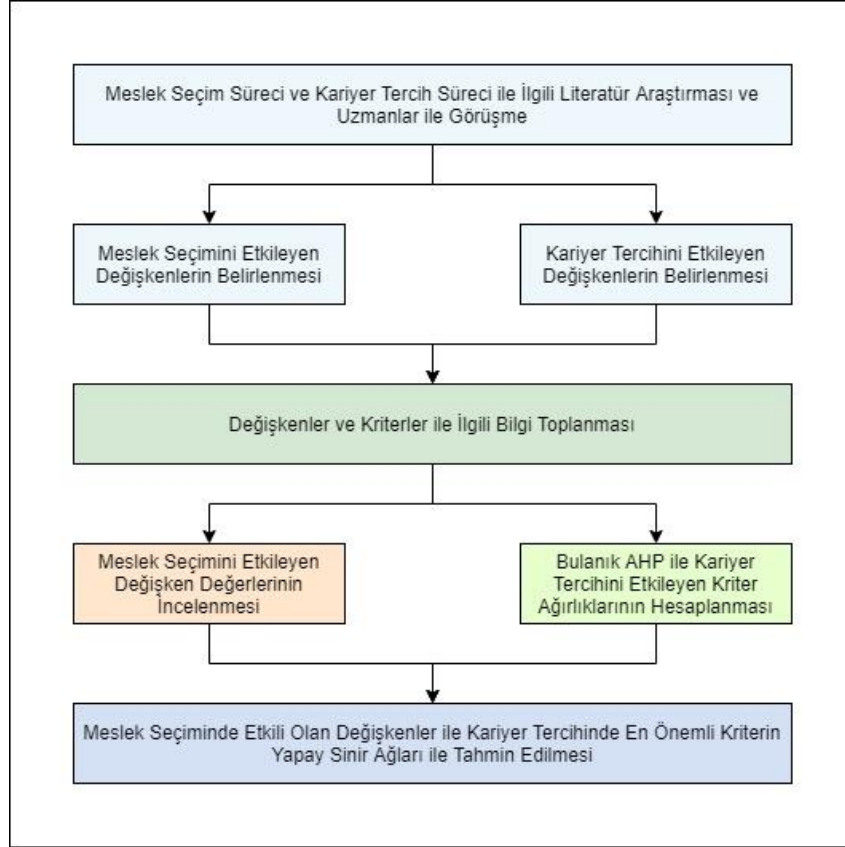 Meslek Seçim Süreci ve Kariyer Tercih Süreci ile İlgili Literatür Araştırması ve
Uzmanlar ile Görüşme
Meslek Seçimini Etkileyen
Değişkenlerin Belirlenmesi
Kariyer Tercihini Etkileyen
Değişkenlerin Belirlenmesi
Değişkenler ve Kriterler ile İlgili Bilgi Toplanması
Meslek Seçimini Etkileyen
Değişken Değerlerinin
İncelenmesi
Bulanık AHP ile Kariyer
Tercihini Etkileyen Kriter
Ağırlıklarının Hesaplanması
Meslek Seçiminde Etkili Olan Değişkenler ile Kariyer Tercihinde En Önemli Kriterin
Yapay Sinir Ağları ile Tahmin Edilmesi